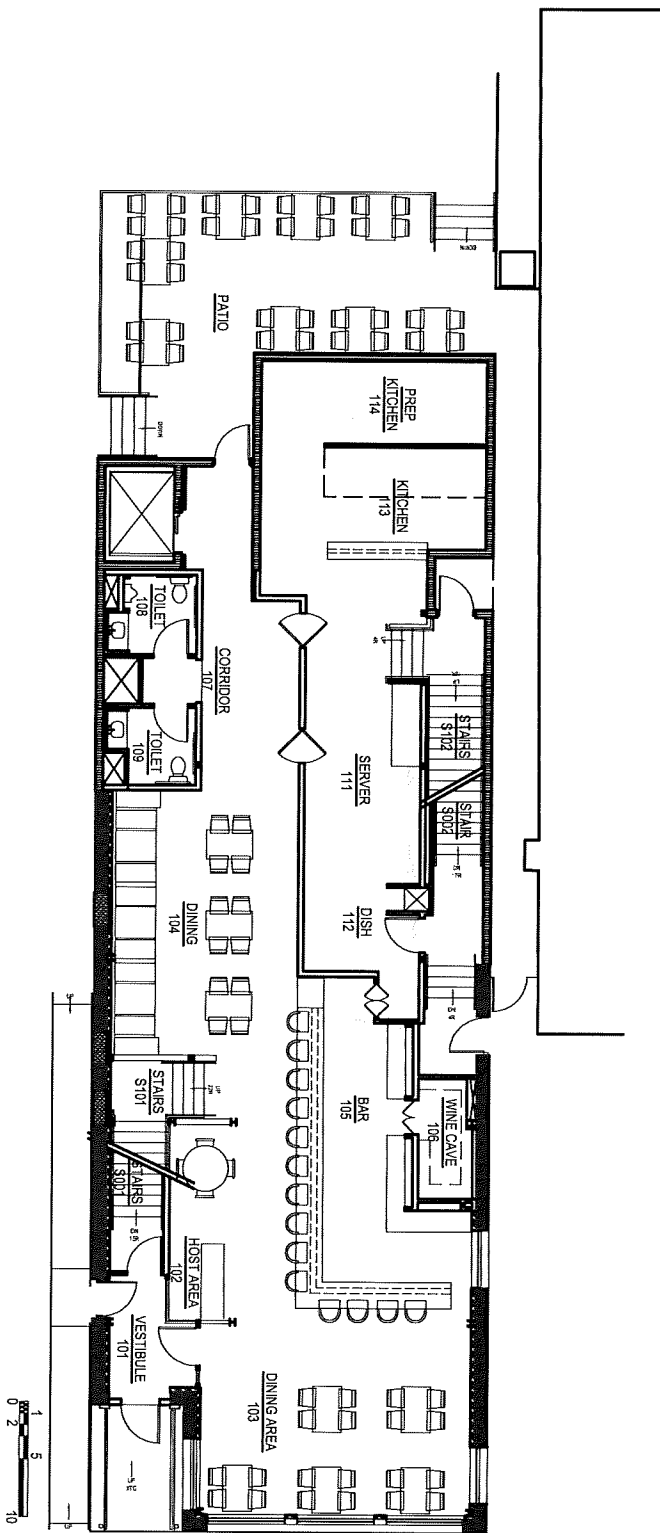 DOWN
PATIO
PREP
KITCHEN
114
KITCHEN
113
DOWN
TOILET
108
CORRIDOR
107
TOILET
109
STAIRS
S102
STAIR
S002
SERVER
111
DISH
112
DINING
104
BAR
105
WINE CAVE
106
STAIRS
S101
STAIRS
S001
HOST AREA
102
VESTIBULE
101
DINING AREA
103
0 2 5 10
1